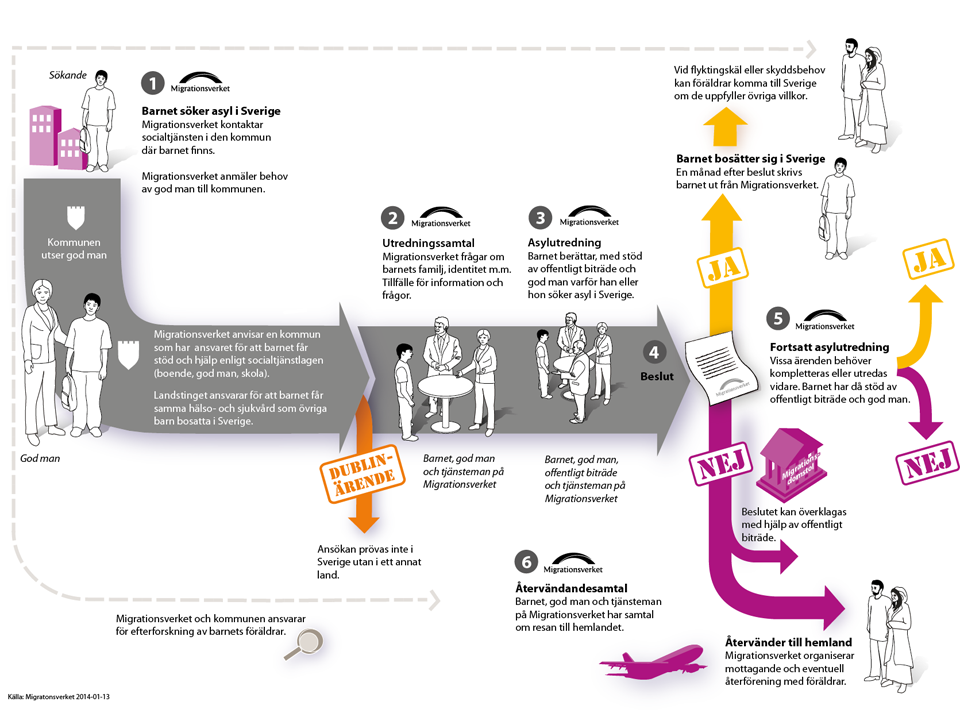 Sökande
1
Migrationsverket
Barnet söker asyl i Sverige
Migrationsverket kontaktar
socialtjänsten i den kommun
där barnet finns.
Migrationsverket anmäler behov
av god man till kommunen.
Kommunen
utser god man
Migrationsverket anvisar en kommun
som har ansvaret för att barnet får
stöd och hjälp enligt socialtjänstlagen
(boende, god man, skola).
Landstinget ansvarar för att barnet får
samma hälso- och sjukvård som övriga
barn bosatta i Sverige.
God man
2
Migrationsverket
Utredningssamtal
Migrationsverket frågar om
barnets familj, identitet m.m.
Tillfälle för information och
frågor.
Barnet, god man
och tjänsteman på
Migrationsverket
DUBLIN-
ÄRENDE
Ansökan prövas inte i
Sverige utan i ett annat
land.
3
Migrationsverket
Asylutredning
Barnet berättar, med stöd
av offentligt biträde och
god man varför han eller
hon söker asyl i Sverige.
Barnet, god man,
offentligt biträde
och tjänsteman på
Migrationsverket
4
Beslut
Migrationsverket
JA
Barnet bosätter sig i Sverige
En månad efter beslut skrivs
barnet ut från Migrationsverket.
Vid flyktingskäl eller skyddsbehov
kan föräldrar komma till Sverige
om de uppfyller övriga villkor.
5
Migrationsverket
Fortsatt asylutredning
Vissa ärenden behöver
kompletteras eller utredas
vidare. Barnet har då stöd av
offentligt biträde och god man.
JA
NEJ
NEJ
Migrations
domstol
Beslutet kan överklagas
med hjälp av offentligt
biträde.
6
Migrationsverket
Återvändandesamtal
Barnet, god man och tjänsteman
på Migrationsverket har samtal
om resan till hemlandet.
Återvänder till hemland
Migrationsverket organiserar
mottagande och eventuell
återförening med föräldrar.
Migrationsverket och kommunen ansvarar
för efterforskning av barnets föräldrar.
Källa: Migratonsverket 2014-01-13